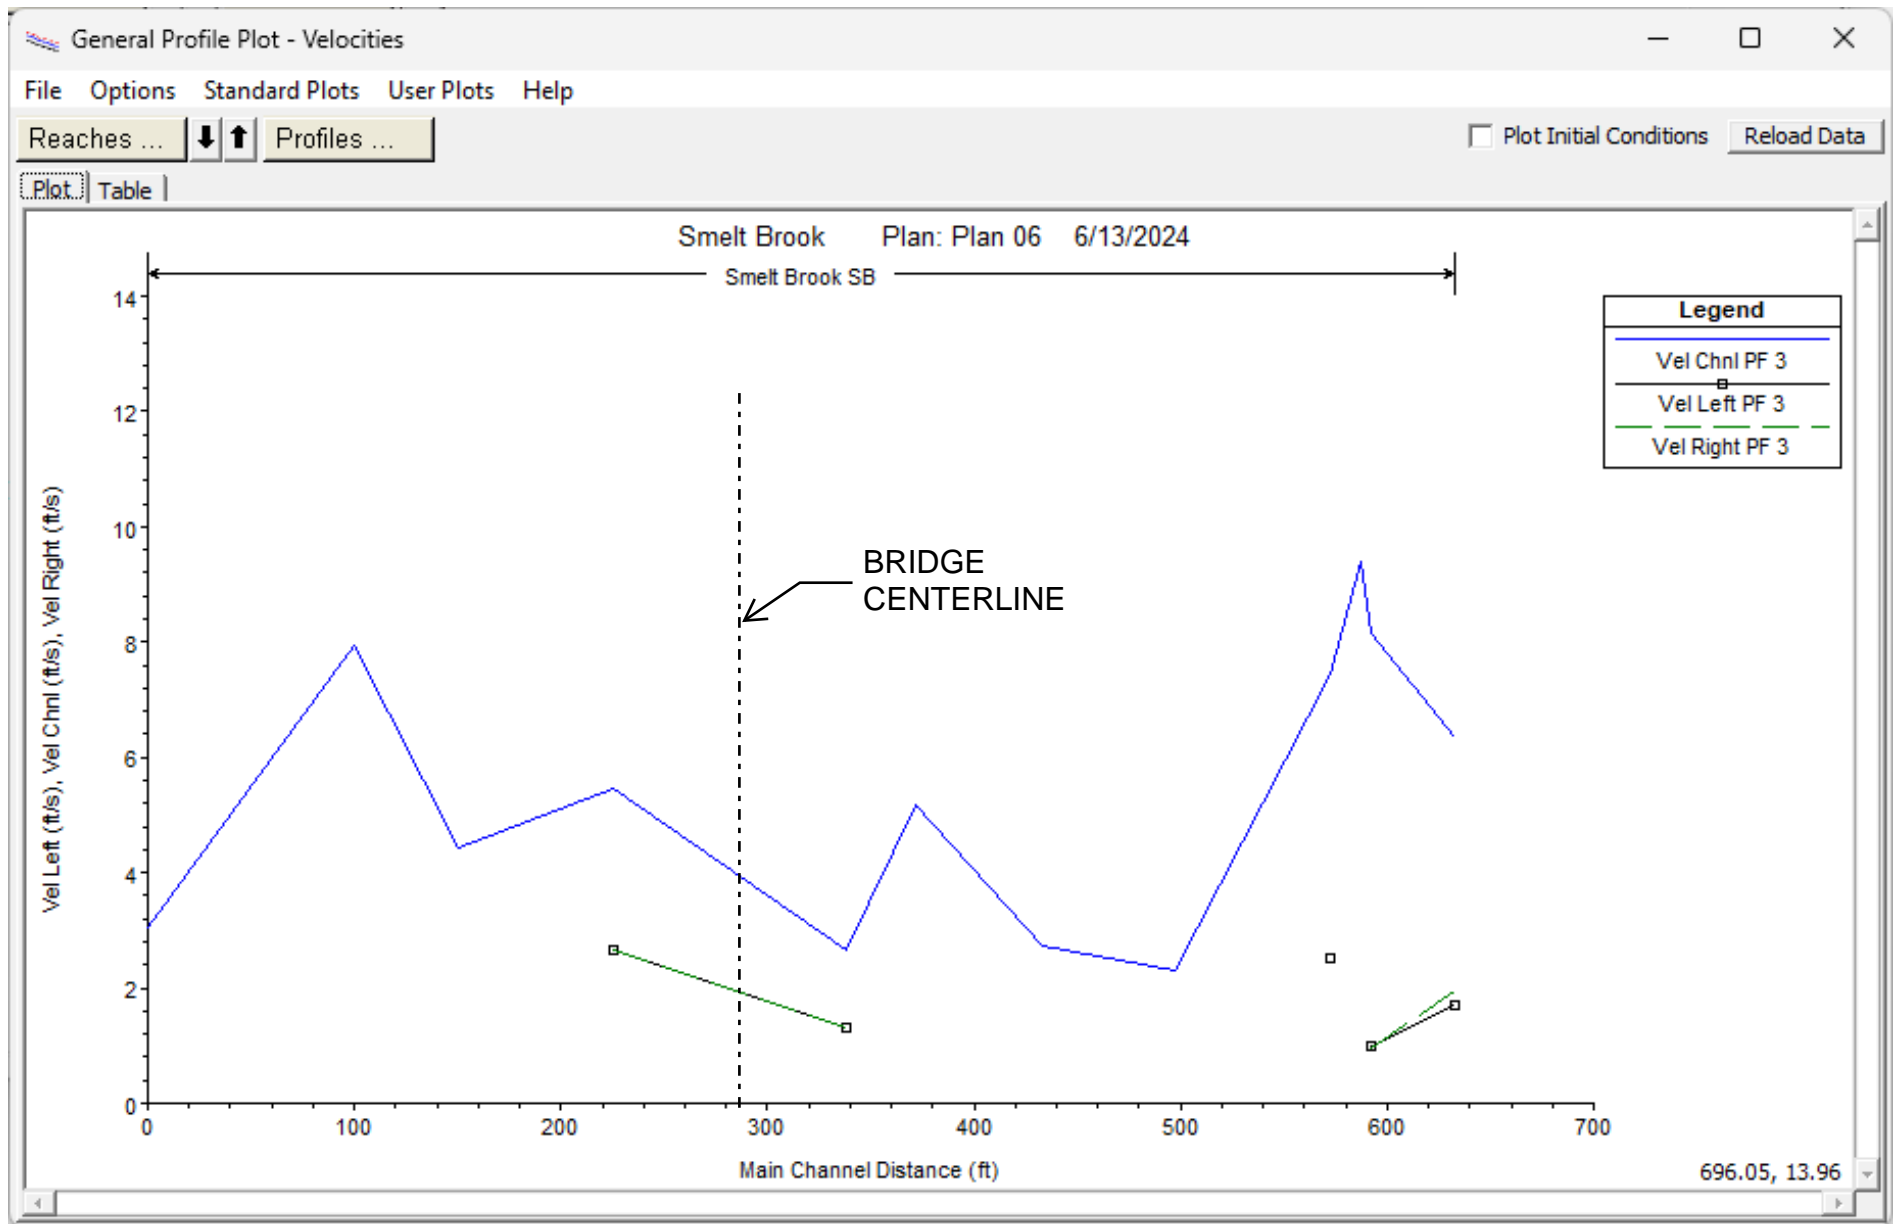 General Profile Plot - Velocities
File Options Standard Plots User Plots Help
Reaches ... Profiles ... Plot Initial Conditions Reload Data
Plot Table
Smelt Brook Plan: Plan 06 6/13/2024
Smelt Brook SB
Legend
Vel Chnl PF 3
Vel Left PF 3
Vel Right PF 3
Vel Left (ft/s), Vel Chnl (ft/s), Vel Right (ft/s)
14
12
10
8
6
4
2
0
BRIDGE
CENTERLINE
0 100 200 300 400 500 600 700
Main Channel Distance (ft)
696.05, 13.96